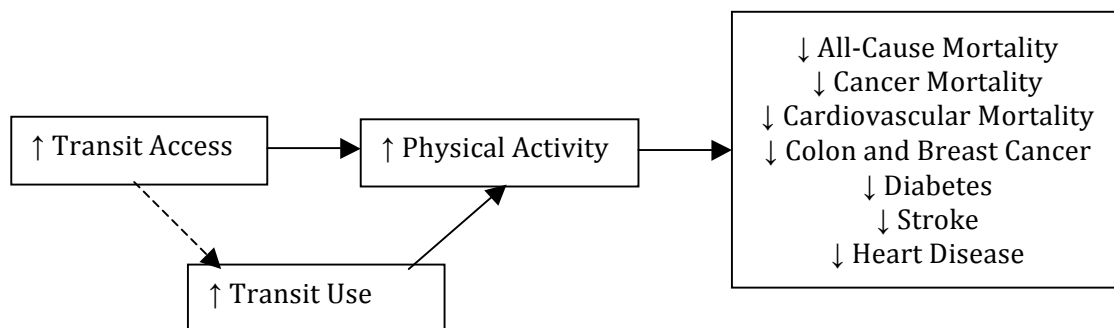 ↑ Transit Access
↑ Physical Activity
↑ Transit Use
↓ All-Cause Mortality
↓ Cancer Mortality
↓ Cardiovascular Mortality
↓ Colon and Breast Cancer
↓ Diabetes
↓ Stroke
↓ Heart Disease